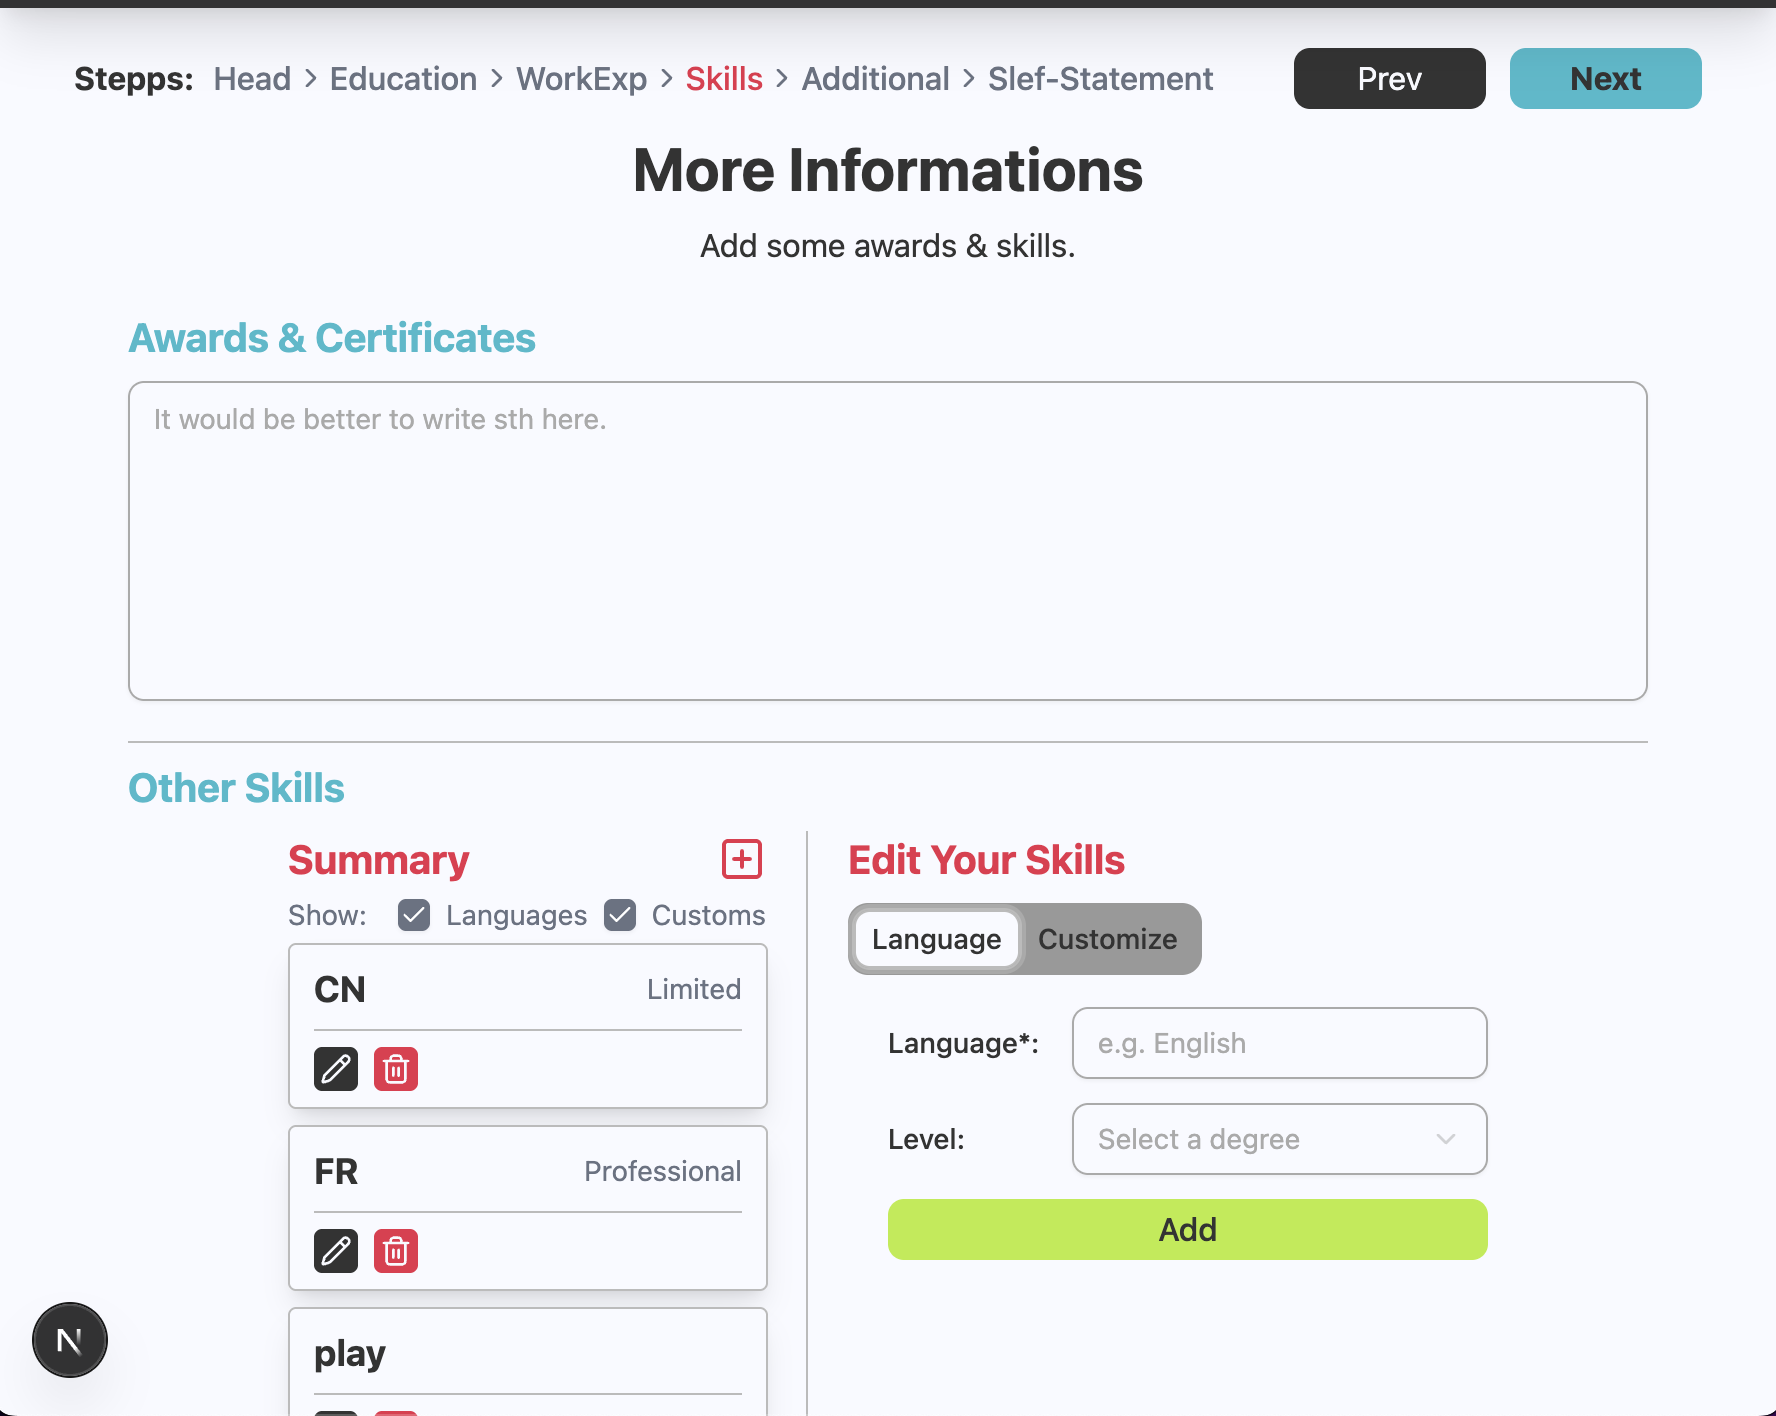 Stepps: Head > Education > WorkExp > Skills > Additional > Slef-Statement
Prev
Next
More Informations
Add some awards & skills.
Awards & Certificates
It would be better to write sth here.
Other Skills
Summary
Show: Languages Customs
CN Limited
FR Professional
play
Edit Your Skills
Language Customize
Language*: e.g. English
Level: Select a degree
Add
N